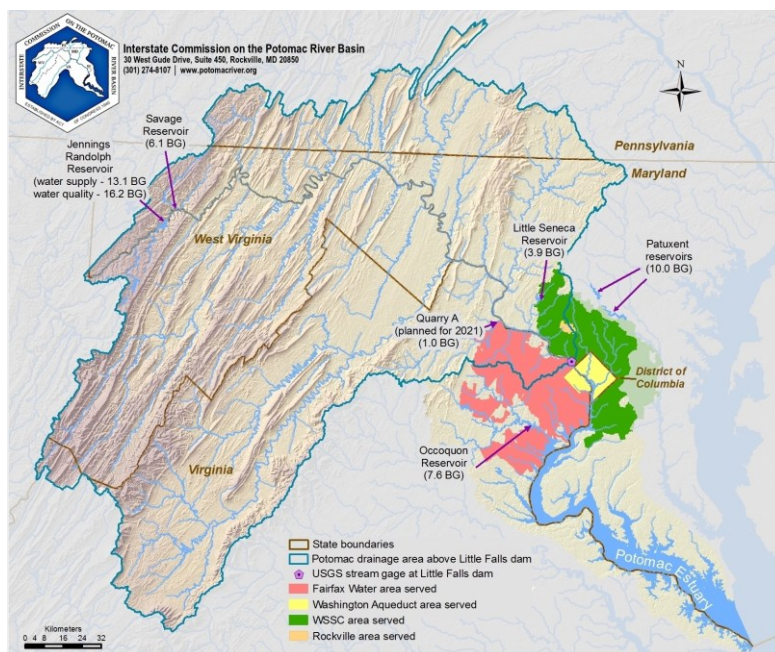 INTERSTATE COMMISSION ON THE POTOMAC RIVER BASIN
Interstate Commission on the Potomac River Basin
30 West Gude Drive, Suite 450, Rockville, MD 20850
(301) 274-8107 | www.potomacriver.org
Savage
Reservoir
(6.1 BG)
Jennings
Randolph
Reservoir
(water supply - 13.1 BG
water quality - 16.2 BG)
Pennsylvania
Maryland
West Virginia
Little Seneca
Reservoir
(3.9 BG)
Patuxent
reservoirs
(10.0 BG)
Quarry A
(planned for 2021)
(1.0 BG)
District of
Columbia
Virginia
Occoquon
Reservoir
(7.6 BG)
Potomac Estuary
State boundaries
Potomac drainage area above Little Falls dam
USGS stream gage at Little Falls dam
Fairfax Water area served
Washington Aqueduct area served
WSSC area served
Rockville area served
Kilometers
0 4 8 16 24 32